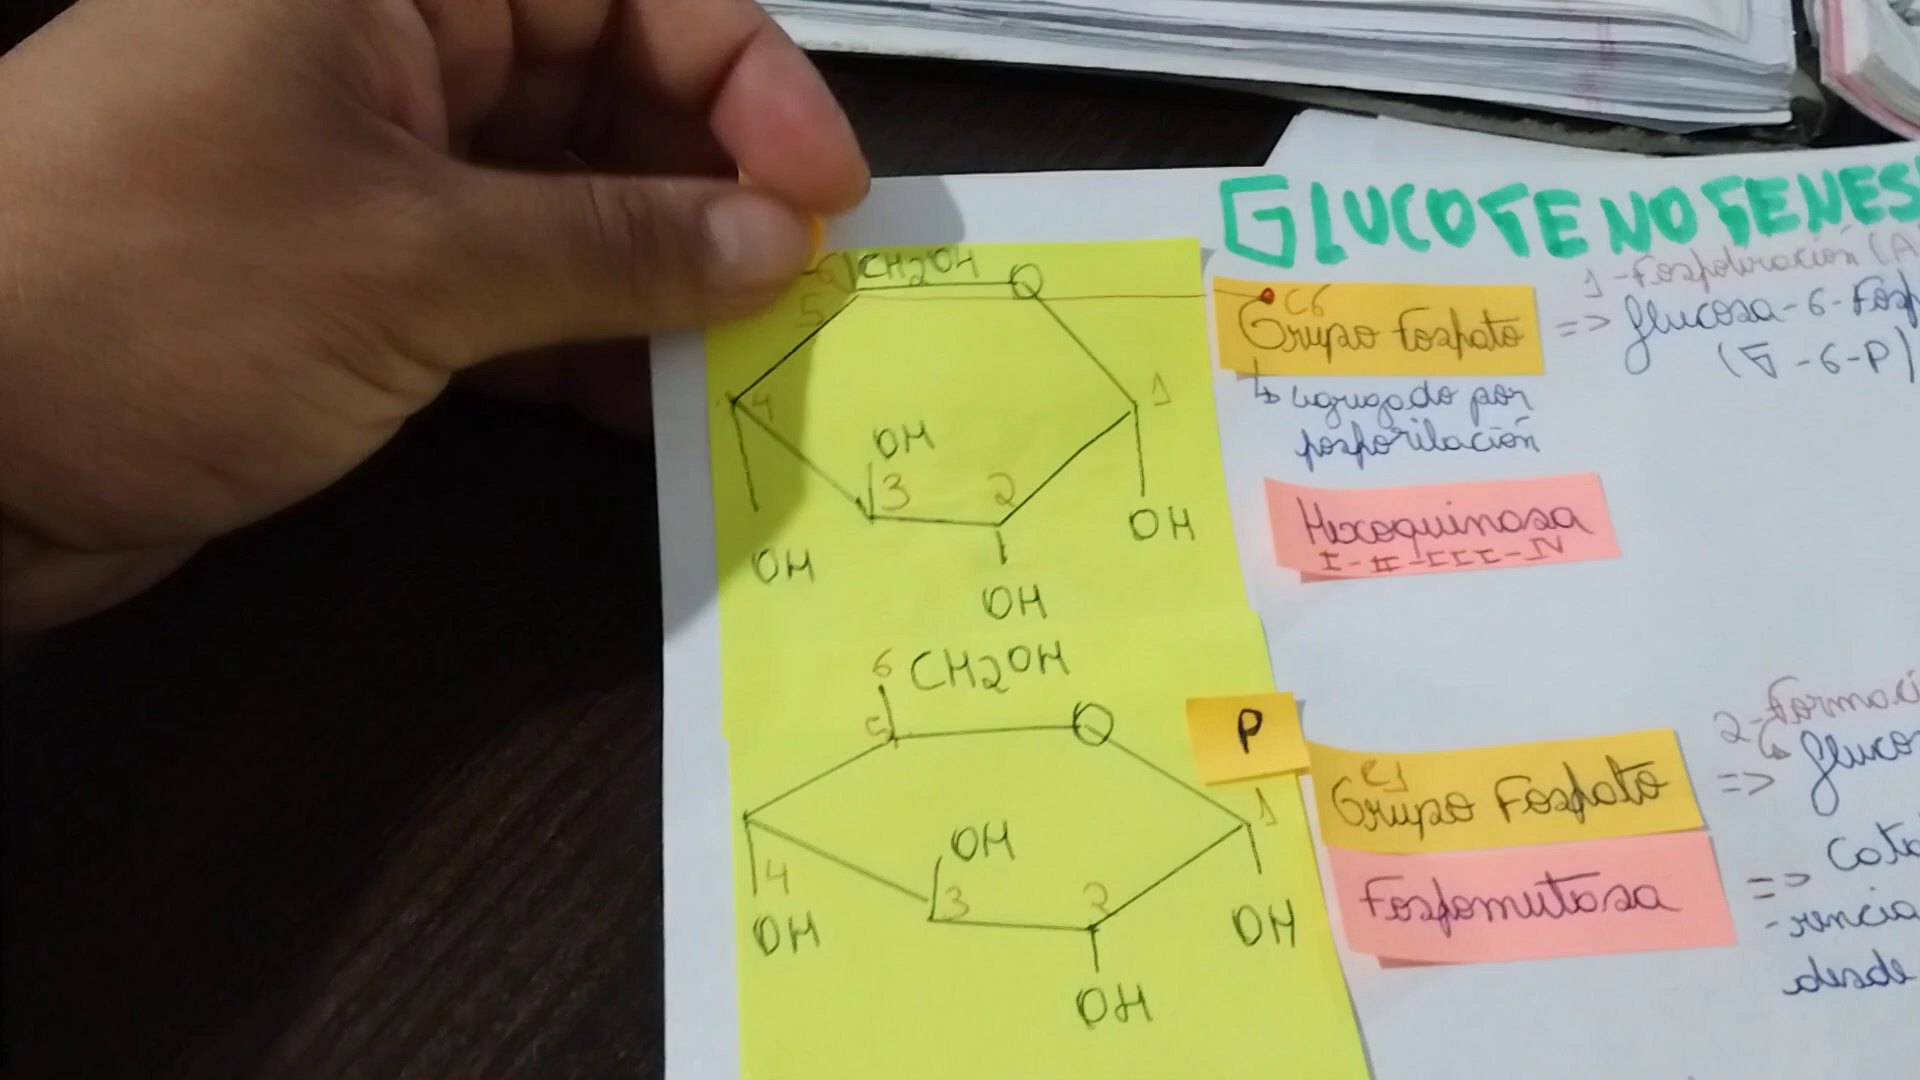 GLUCOGENOGENES
1-Fosforilación (A
6 CH2OH
O
5
4
1
OH
3
2
OH
OH
OH
C6
Grupo fosfato
=> Glucosa-6-Fosf
(G-6-P)
↳ agregado por
fosforilación
Hexoquinasa
I-II-III-IV
6 CH2OH
5
O
P
1
4
OH
3
2
OH
OH
OH
C1
Grupo Fosfato
2-Formaci
=> Gluco
Fosfomutasa
=> Cata
-rencia
desde